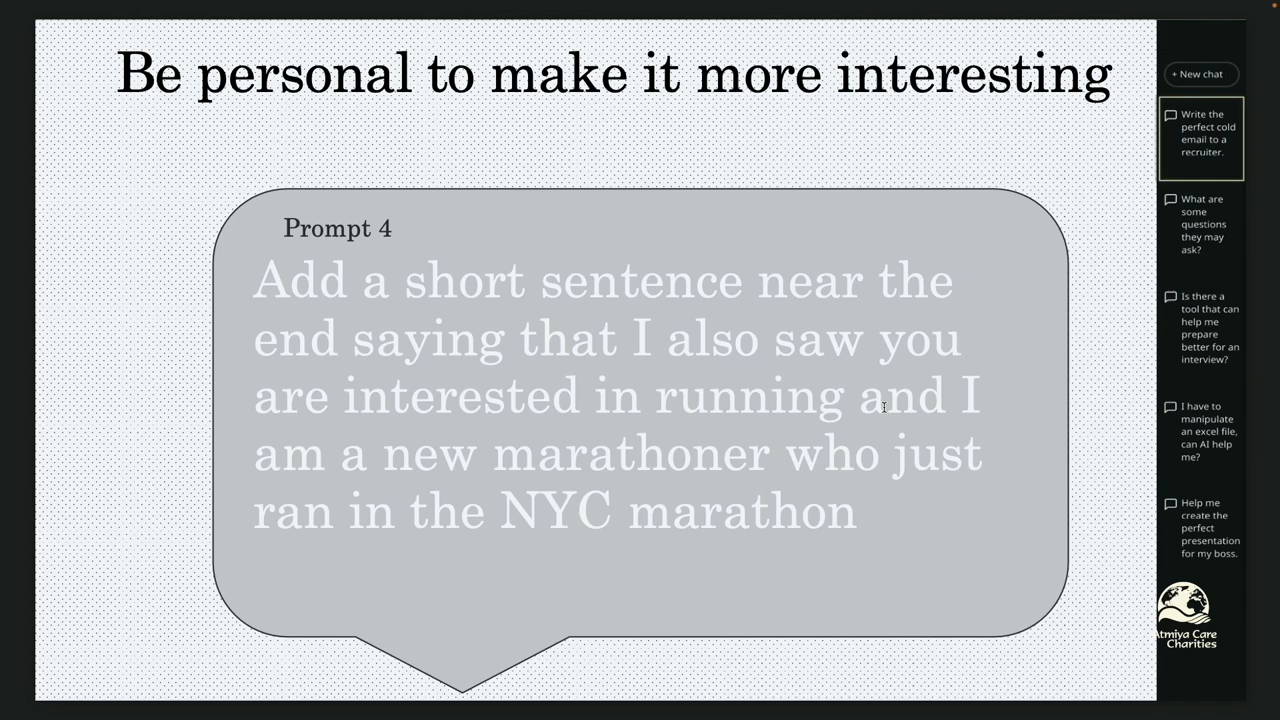 Be personal to make it more interesting
Prompt 4
Add a short sentence near the
end saying that I also saw you
are interested in running and I
am a new marathoner who just
ran in the NYC marathon
+ New chat
Write the
perfect cold
email to a
recruiter.
What are
some
questions
they may
ask?
Is there a
tool that can
help me
prepare
better for an
interview?
I have to
manipulate
an excel file,
can AI help
me?
Help me
create the
perfect
presentation
for my boss.
Atmiya Care
Charities